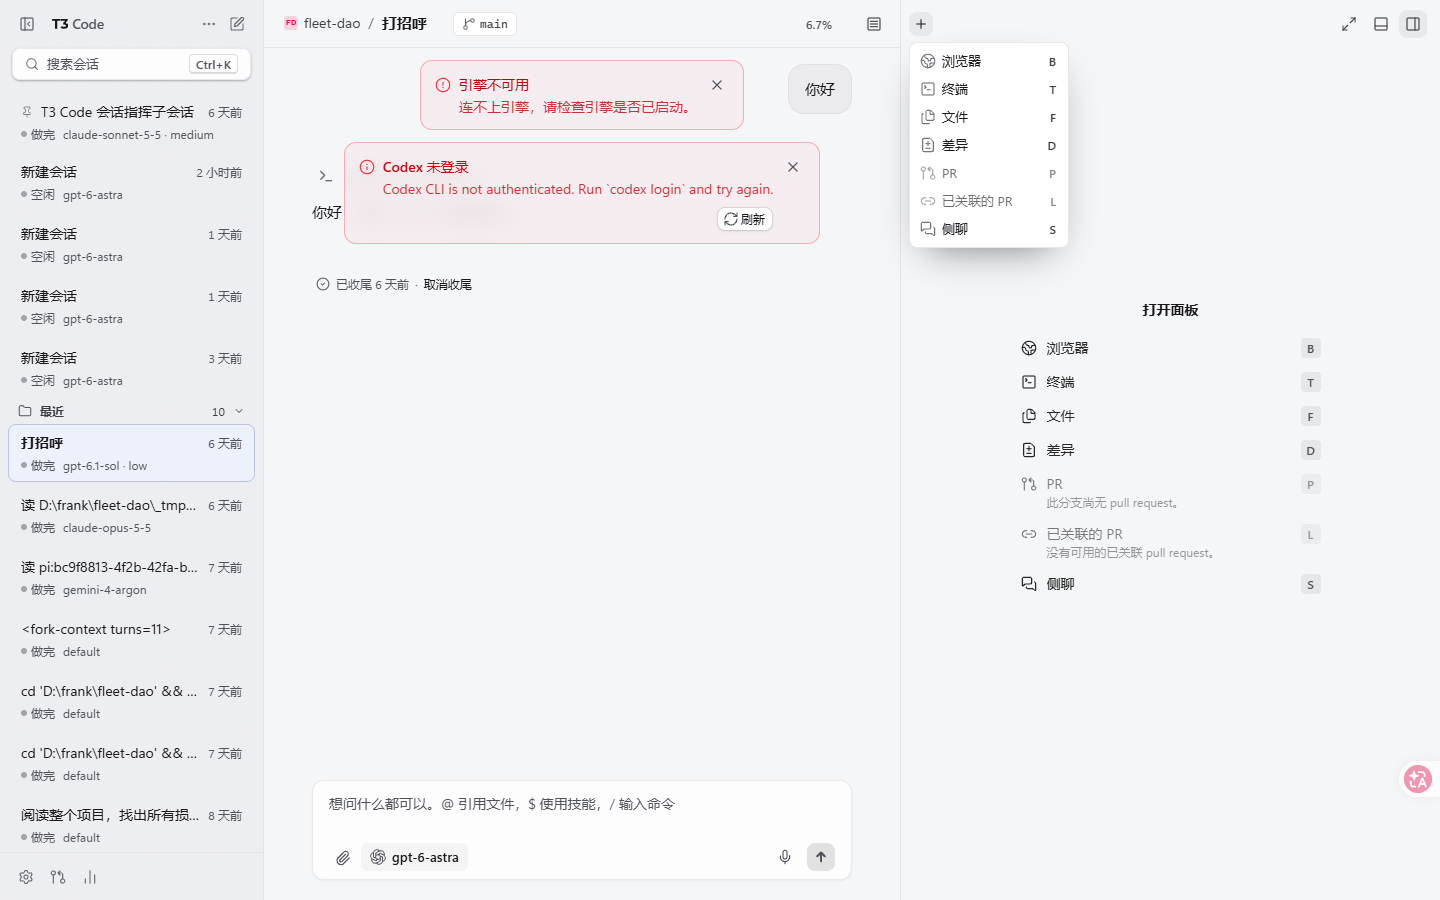 T3 Code
搜索会话
Ctrl+K
T3 Code 会话指挥子会话
6 天前
做完 claude-sonnet-5-5 · medium
新建会话
2 小时前
空闲 gpt-6-astra
新建会话
1 天前
空闲 gpt-6-astra
新建会话
1 天前
空闲 gpt-6-astra
新建会话
3 天前
空闲 gpt-6-astra
最近
10
打招呼
6 天前
做完 gpt-6.1-sol · low
读 D:\frank\fleet-dao\_tmp...
6 天前
做完 claude-opus-5-5
读 pi:bc9f8813-4f2b-42fa-b...
7 天前
做完 gemini-4-argon
<fork-context turns=11>
7 天前
做完 default
cd 'D:\frank\fleet-dao' && ...
7 天前
做完 default
cd 'D:\frank\fleet-dao' && ...
7 天前
做完 default
阅读整个项目，找出所有损...
8 天前
做完 default
FD fleet-dao / 打招呼
main
6.7%
引擎不可用
连不上引擎，请检查引擎是否已启动。
你好
Codex 未登录
Codex CLI is not authenticated. Run `codex login` and try again.
刷新
你好
已收尾 6 天前 · 取消收尾
想问什么都可以。@ 引用文件，$ 使用技能，/ 输入命令
gpt-6-astra
浏览器 B
终端 T
文件 F
差异 D
PR P
已关联的 PR L
侧聊 S
打开面板
浏览器 B
终端 T
文件 F
差异 D
PR P
此分支尚无 pull request。
已关联的 PR L
没有可用的已关联 pull request。
侧聊 S